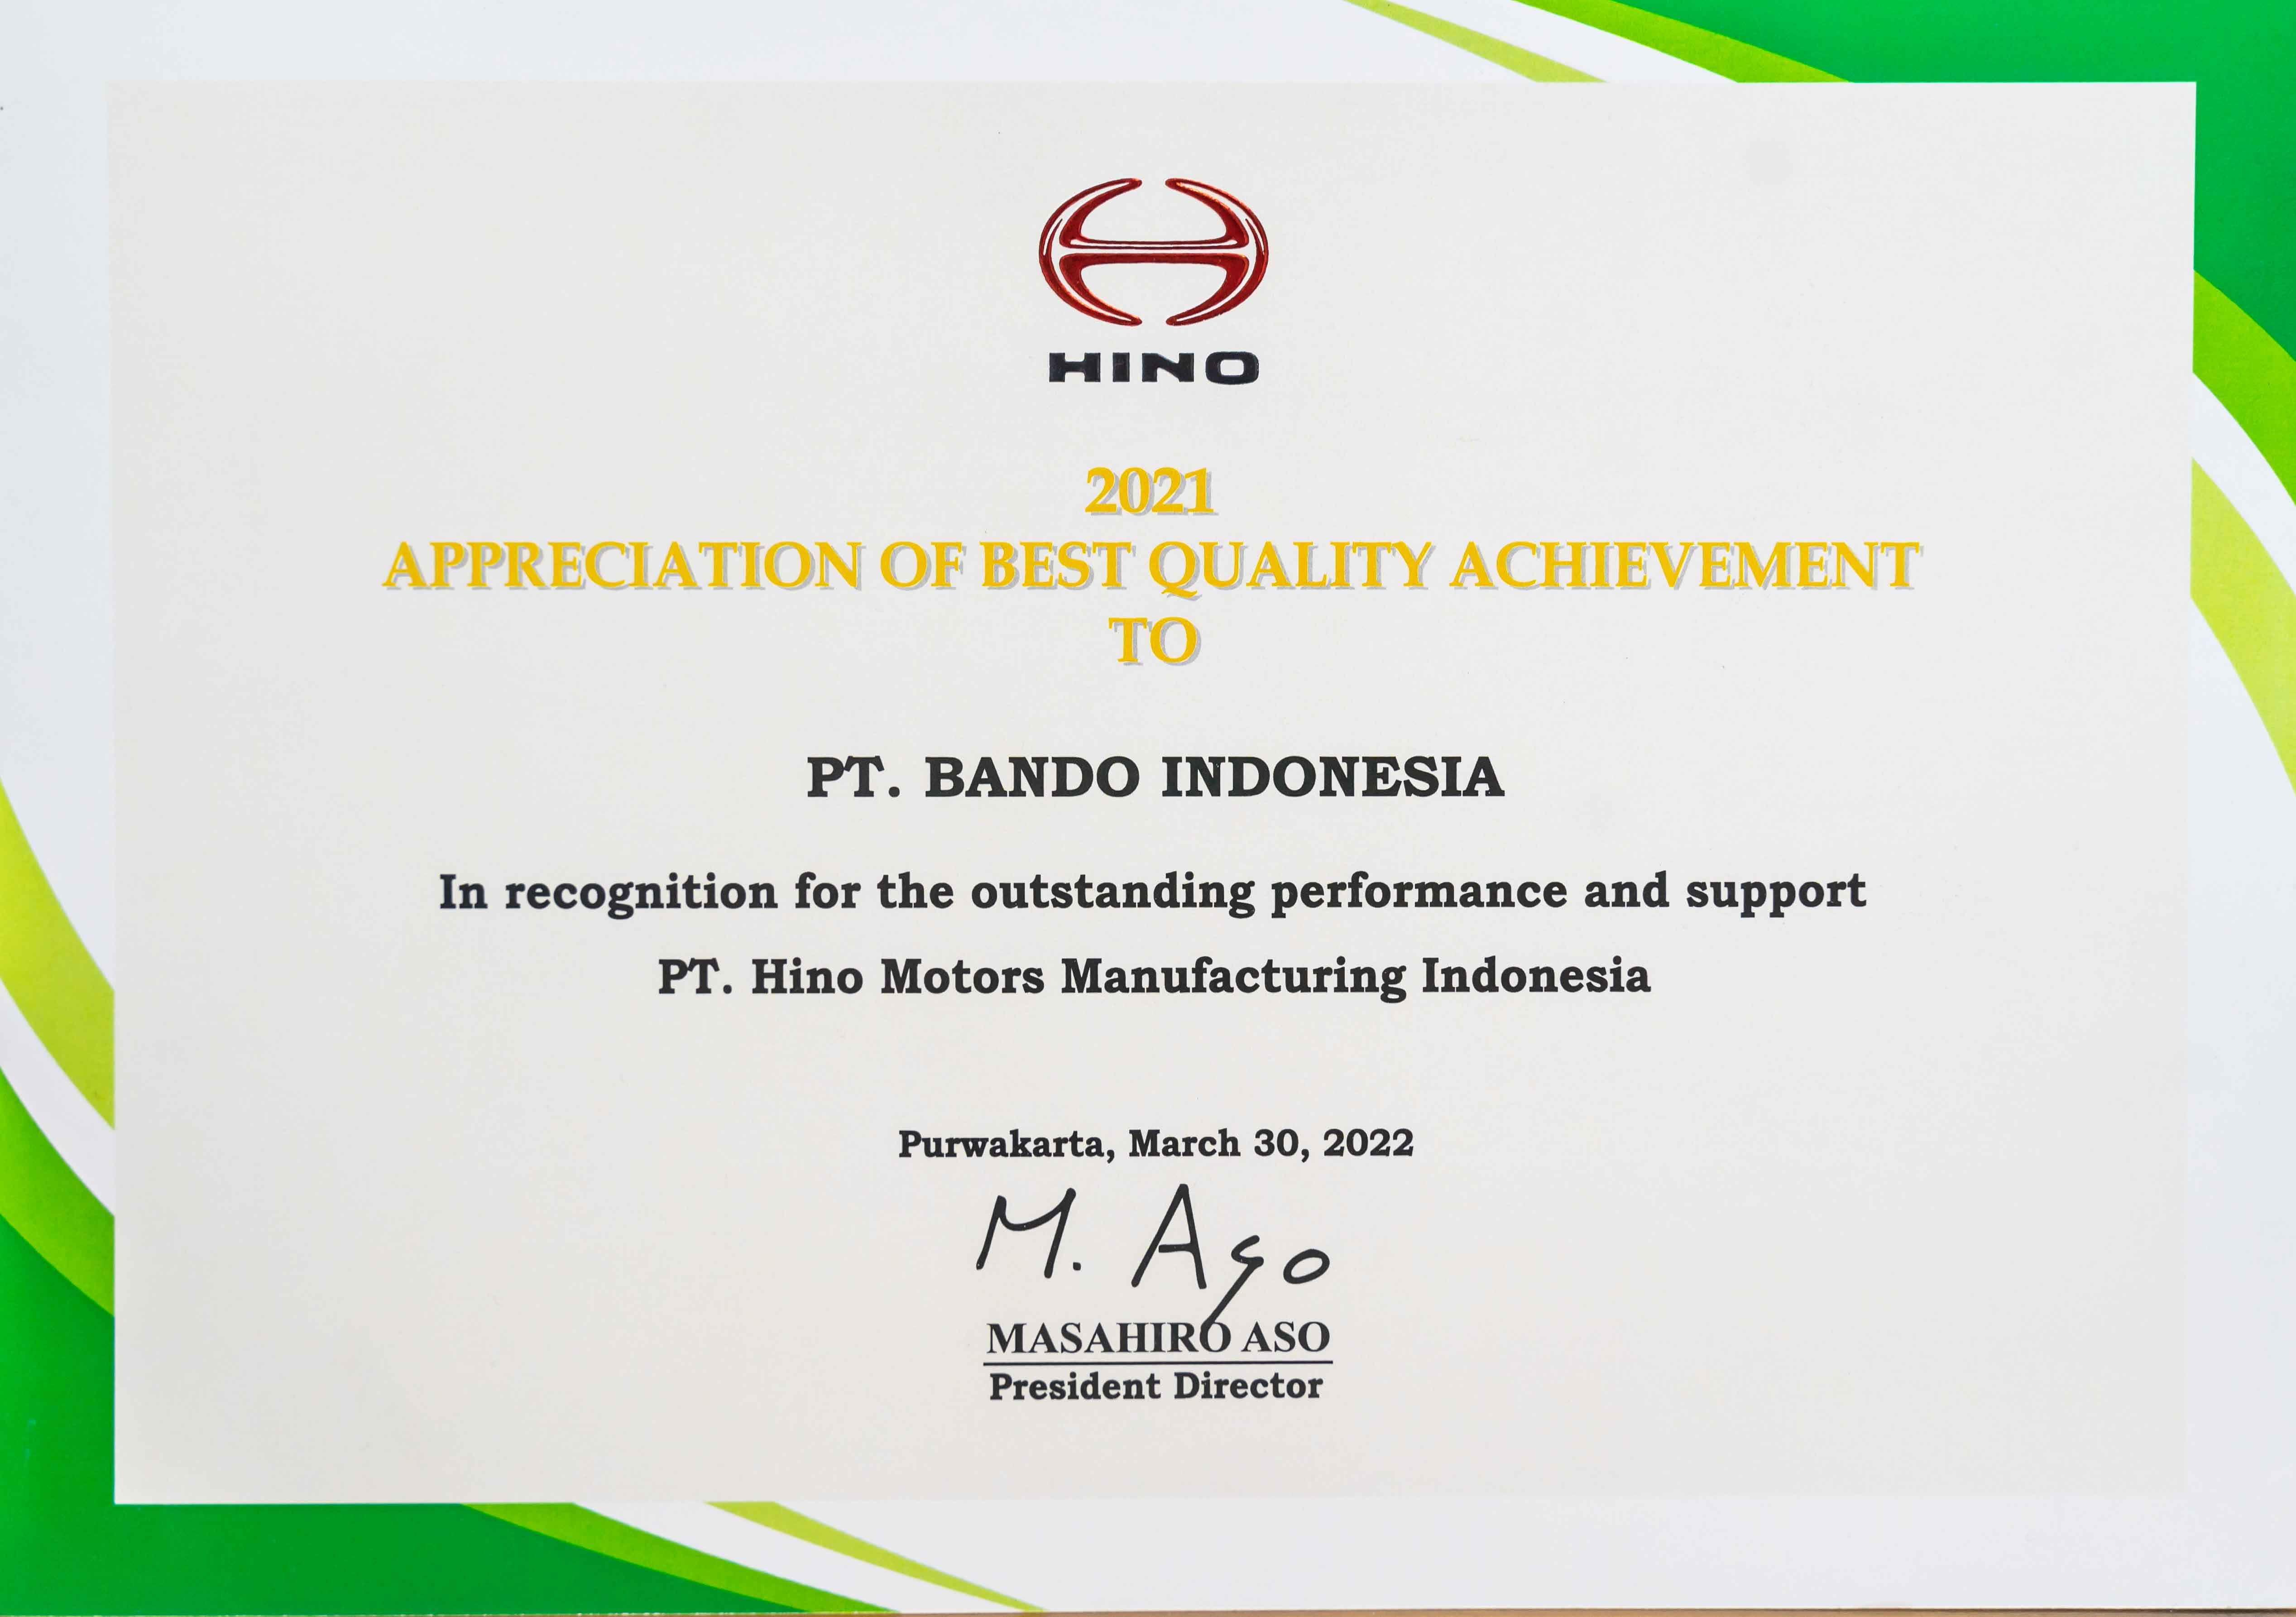 HINO
2021
APPRECIATION OF BEST QUALITY ACHIEVEMENT
TO
PT. BANDO INDONESIA
In recognition for the outstanding performance and support
PT. Hino Motors Manufacturing Indonesia
Purwakarta, March 30, 2022
M. Aso
MASAHIRO ASO
President Director